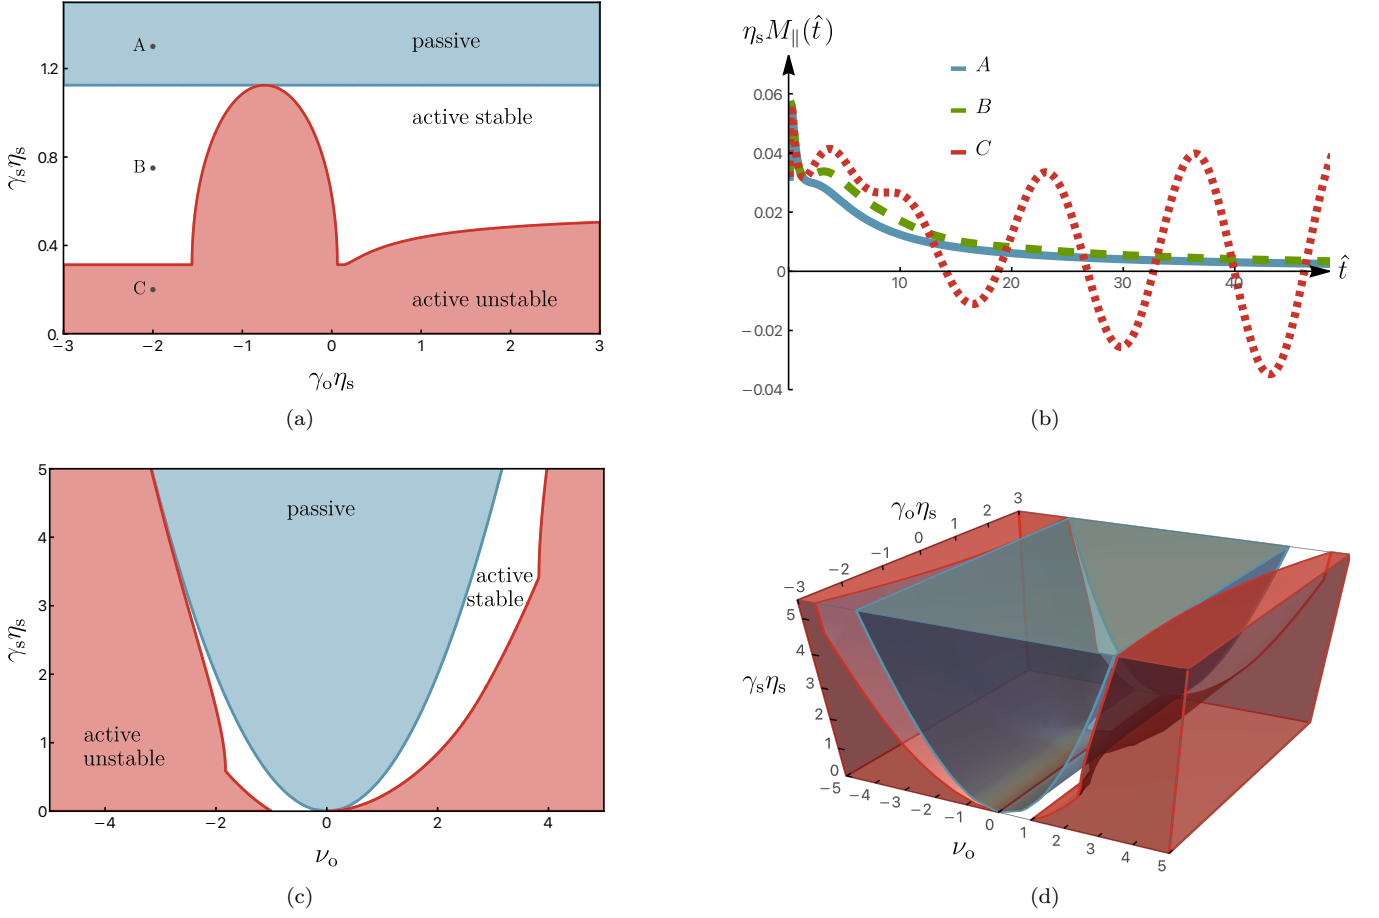 passive
A
1.2
active stable
γₛηₛ
0.8
B
0.4
C
active unstable
0.
−3
−2
−1
0
1
2
3
γₒηₛ
(a)
ηₛM∥(t̂)
A
B
C
0.06
0.04
0.02
0
−0.02
−0.04
10
20
30
40
t̂
(b)
5
passive
4
active
stable
3
γₛηₛ
2
active
unstable
1
0
−4
−2
0
2
4
νₒ
(c)
γₒηₛ
3
2
1
0
−1
−2
−3
5
4
γₛηₛ
3
2
1
0
−5
−4
−3
−2
−1
0
1
2
3
4
5
νₒ
(d)